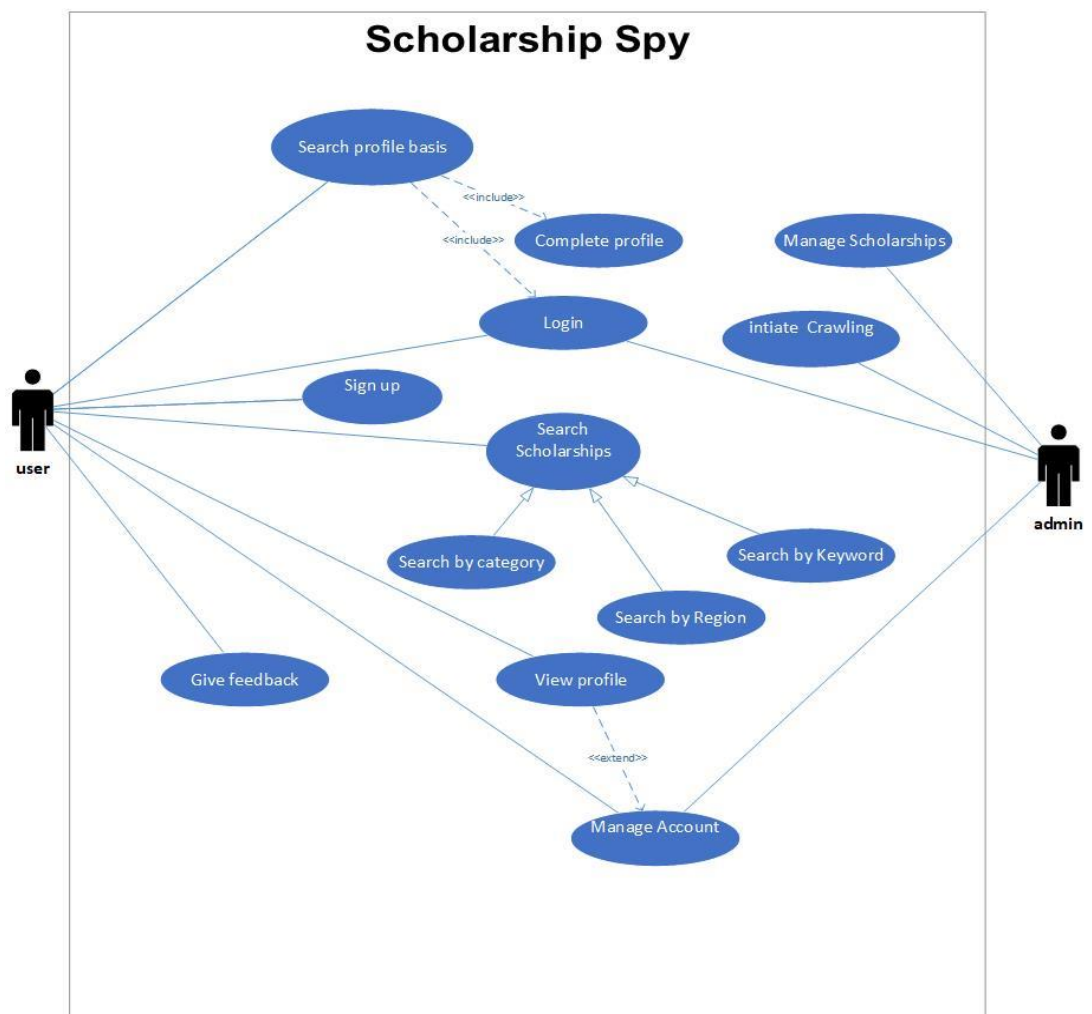 Scholarship Spy
Search profile basis
<<include>>
<<include>>
Complete profile
Manage Scholarships
Login
intiate  Crawling
Sign up
user
Search
Scholarships
admin
Search by category
Search by Keyword
Search by Region
Give feedback
View profile
<<extend>>
Manage Account